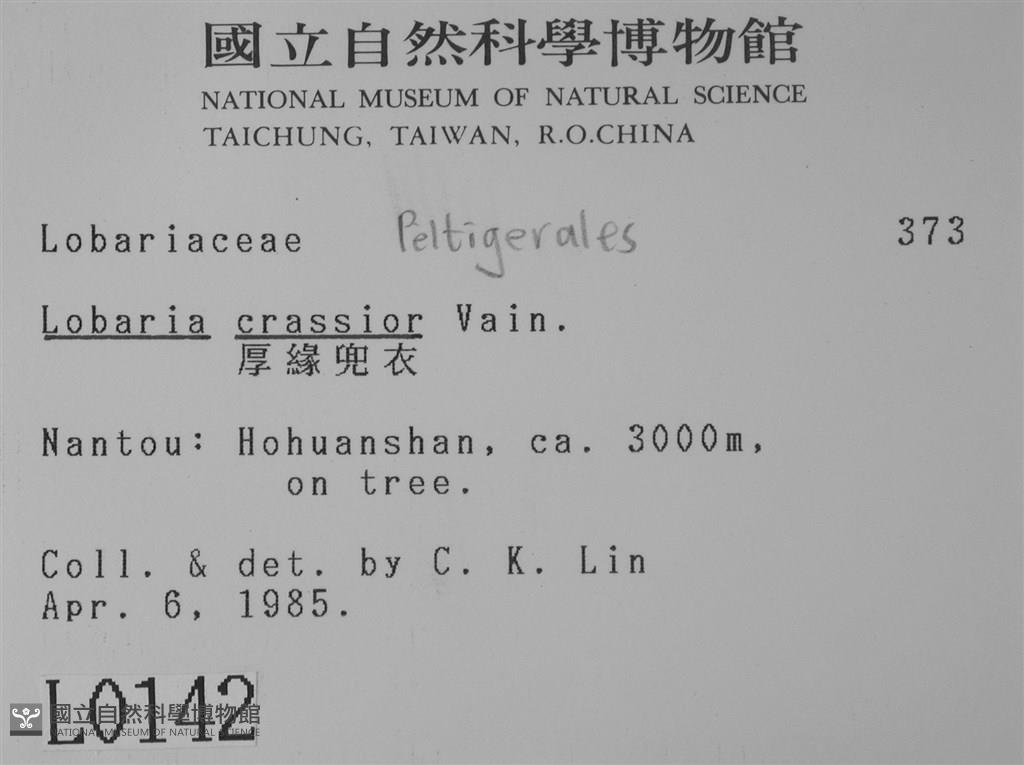 國立自然科學博物館
NATIONAL MUSEUM OF NATURAL SCIENCE
TAICHUNG, TAIWAN, R.O.CHINA
Lobariaceae Peltigerales 373
Lobaria crassior Vain.
厚緣兜衣
Nantou: Hohuanshan, ca. 3000m,
on tree.
Coll. & det. by C. K. Lin
Apr. 6, 1985.
L0142
國立自然科學博物館
NATIONAL MUSEUM OF NATURAL SCIENCE